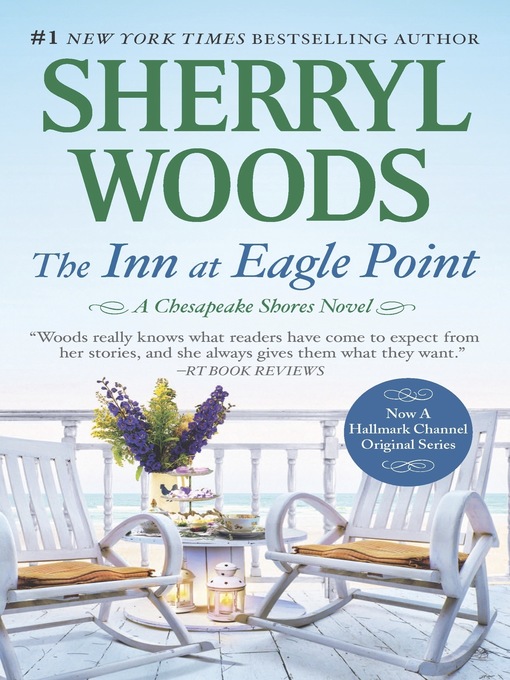 #1 NEW YORK TIMES BESTSELLING AUTHOR
SHERRYL
WOODS
The Inn at Eagle Point
A Chesapeake Shores Novel
“Woods really knows what readers have come to expect from
her stories, and she always gives them what they want.”
–RT BOOK REVIEWS
Now A
Hallmark Channel
Original Series